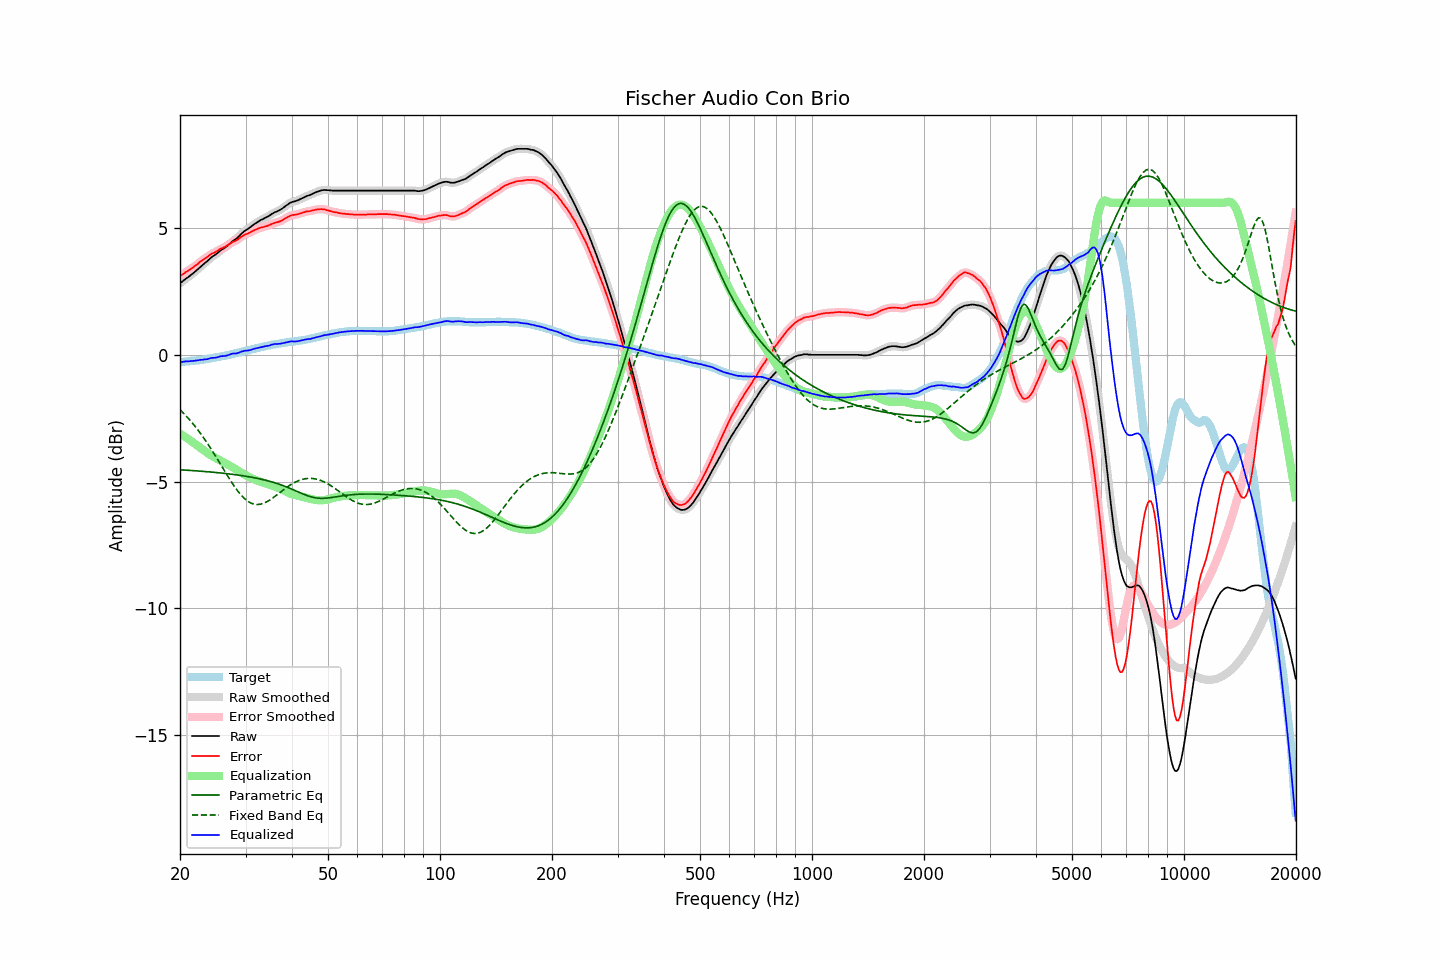 Fischer Audio Con Brio
Amplitude (dBr)
5
0
−5
−10
−15
Target
Raw Smoothed
Error Smoothed
Raw
Error
Equalization
Parametric Eq
Fixed Band Eq
Equalized
20 50 100 200 500 1000 2000 5000 10000 20000
Frequency (Hz)